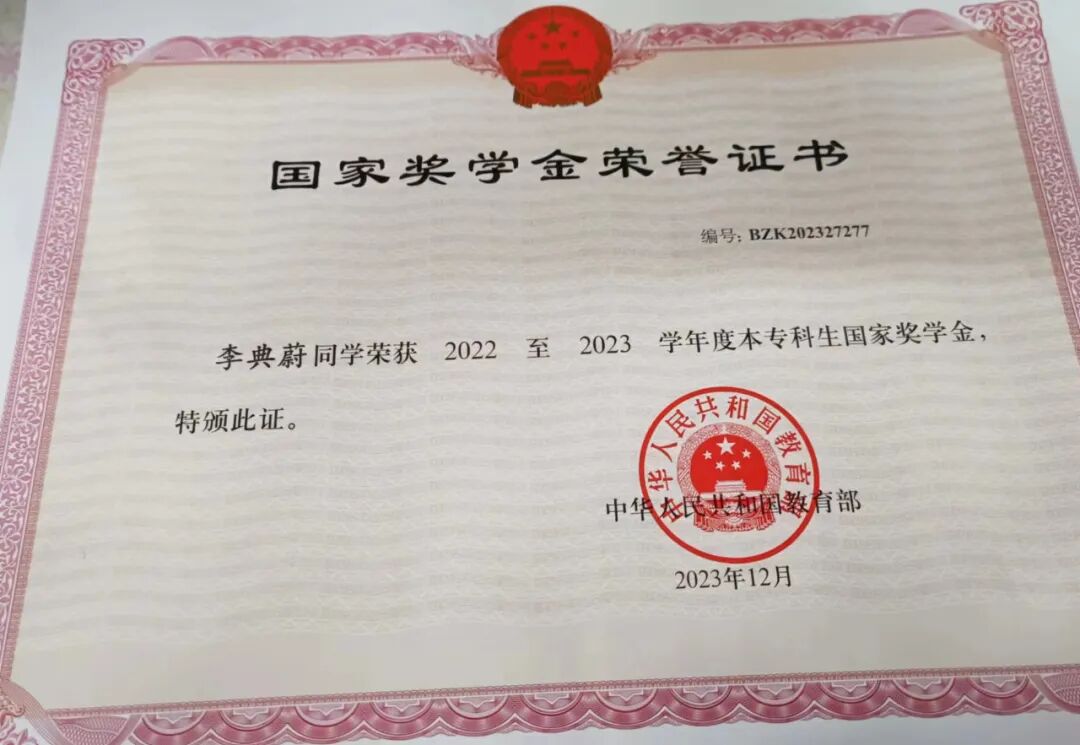 国家奖学金荣誉证书
编号: BZK202327277
李典蔚同学荣获 2022 至 2023 学年度本专科生国家奖学金,
特颁此证。
中华人民共和国教育部
中华人民共和国教育部
2023年12月